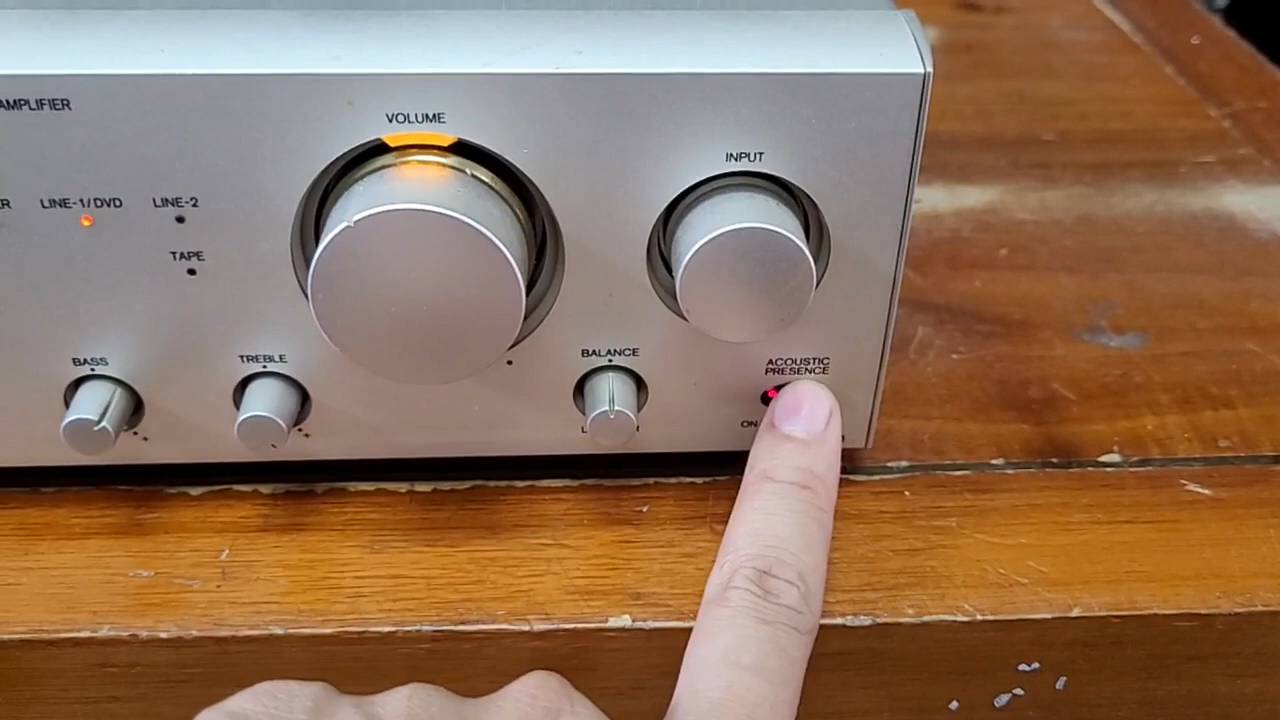 AMPLIFIER
VOLUME
INPUT
LINE-1/DVD
LINE-2
TAPE
BASS
TREBLE
BALANCE
ACOUSTIC
PRESENCE
ON